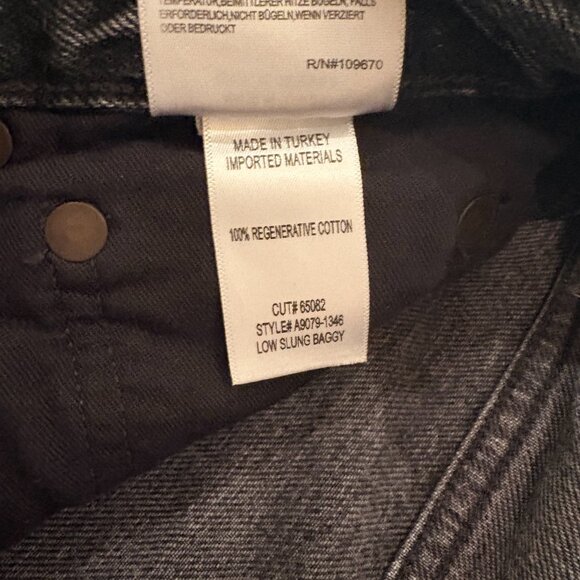 TEMPERATUR,BEI MITTLERER HITZE BÜGELN, FALLS
ERFORDERLICH,NICHT BÜGELN,WENN VERZIERT
ODER BEDRUCKT
R/N#109670
MADE IN TURKEY
IMPORTED MATERIALS
100% REGENERATIVE COTTON
CUT# 65082
STYLE# A9079-1346
LOW SLUNG BAGGY